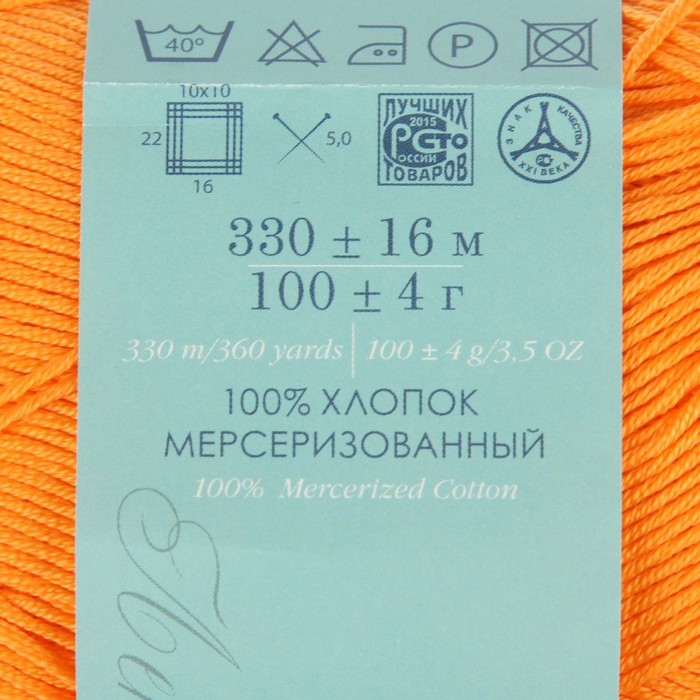 40°
P
10x10
22
16
5,0
ЛУЧШИХ
2015
СТО
РОССИИ
ТОВАРОВ
ЗНАК КАЧЕСТВА
XXI ВЕКА
330 ± 16 м
100 ± 4 г
330 m/360 yards | 100 ± 4 g/3.5 OZ
100% ХЛОПОК
МЕРСЕРИЗОВАННЫЙ
100% Mercerized Cotton